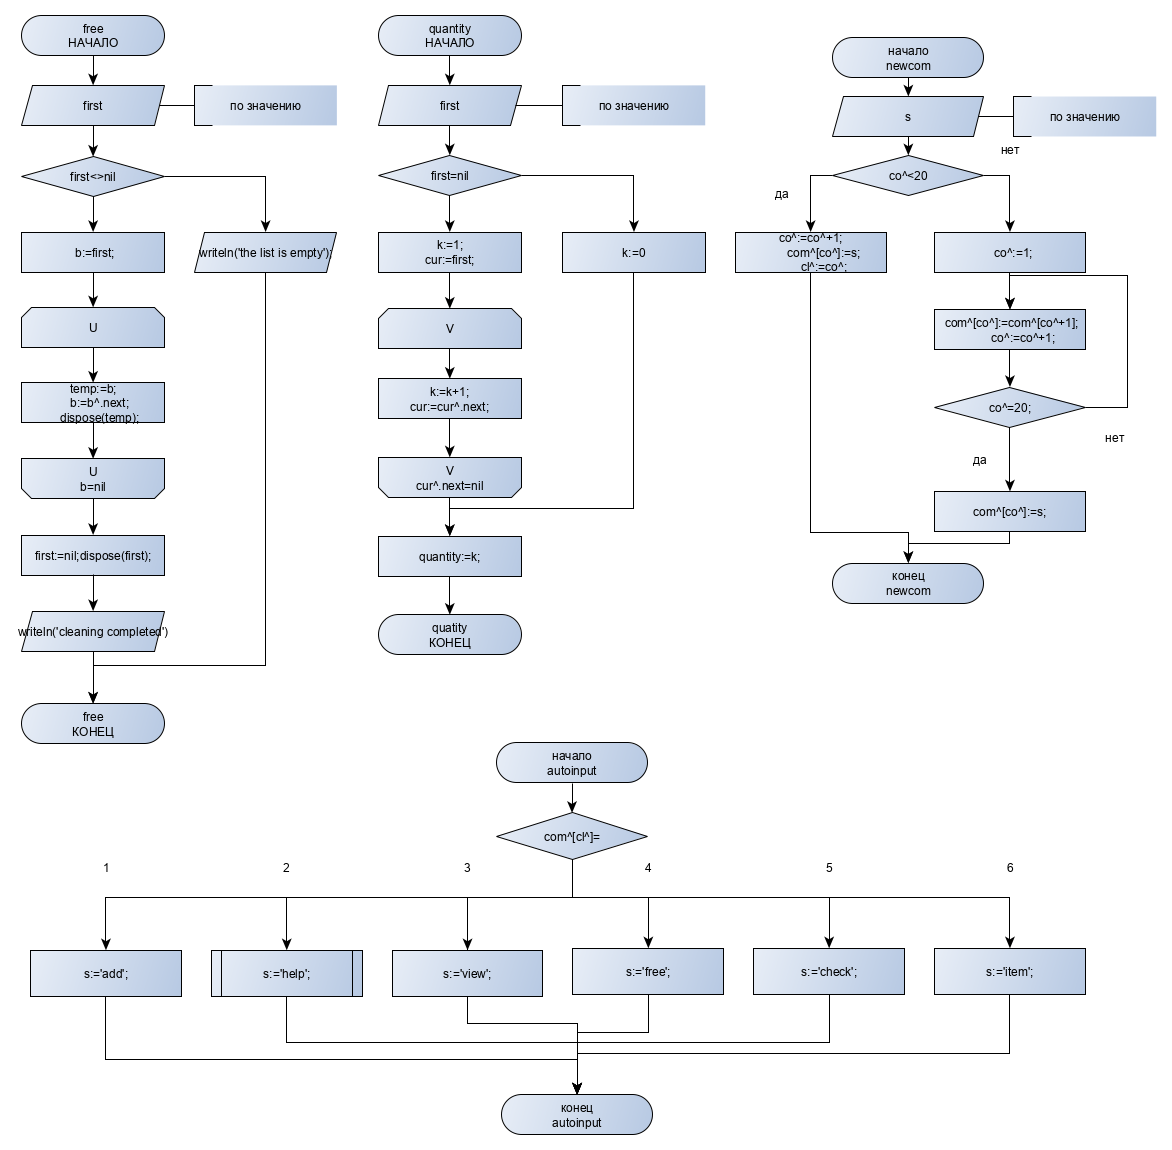 free
НАЧАЛО
first
по значению
first<>nil
b:=first;
writeln('the list is empty');
U
temp:=b;
b:=b^.next;
dispose(temp);
U
b=nil
first:=nil;dispose(first);
writeln('cleaning completed')
free
КОНЕЦ
quantity
НАЧАЛО
first
по значению
first=nil
k:=1;
cur:=first;
k:=0
V
k:=k+1;
cur:=cur^.next;
V
cur^.next=nil
quantity:=k;
quatity
КОНЕЦ
начало
newcom
s
по значению
нет
co^<20
да
co^:=co^+1;
com^[co^]:=s;
cl^:=co^;
co^:=1;
com^[co^]:=com^[co^+1];
co^:=co^+1;
co^=20;
нет
да
com^[co^]:=s;
конец
newcom
начало
autoinput
com^[cl^]=
1
2
3
4
5
6
s:='add';
s:='help';
s:='view';
s:='free';
s:='check';
s:='item';
конец
autoinput